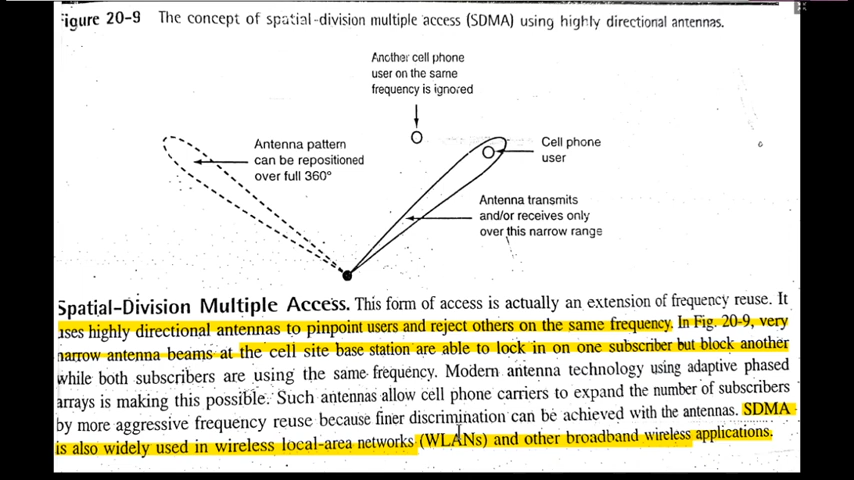 igure 20-9 The concept of spatial-division multiple access (SDMA) using highly directional antennas.
Another cell phone
user on the same
frequency is ignored
Antenna pattern
can be repositioned
over full 360°
Cell phone
user
Antenna transmits
and/or receives only
over this narrow range
Spatial-Division Multiple Access. This form of access is actually an extension of frequency reuse. It
uses highly directional antennas to pinpoint users and reject others on the same frequency. In Fig. 20-9, very
narrow antenna beams at the cell site base station are able to lock in on one subscriber but block another
while both subscribers are using the same frequency. Modern antenna technology using adaptive phased
arrays is making this possible. Such antennas allow cell phone carriers to expand the number of subscribers
by more aggressive frequency reuse because finer discrimination can be achieved with the antennas. SDMA
is also widely used in wireless local-area networks (WLANs) and other broadband wireless applications.